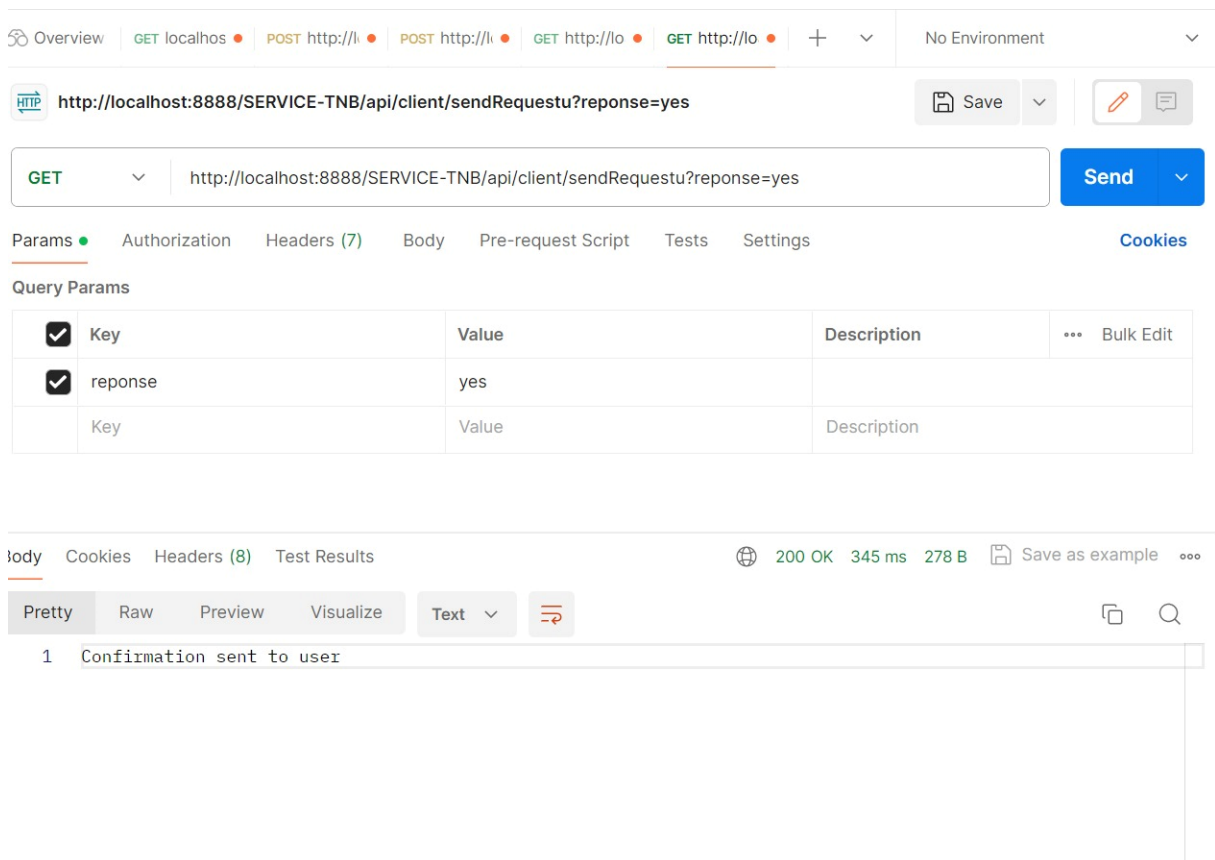 Overview GET localhos POST http://l POST http://l GET http://lo GET http://lo No Environment
HTTP http://localhost:8888/SERVICE-TNB/api/client/sendRequestu?reponse=yes Save
GET http://localhost:8888/SERVICE-TNB/api/client/sendRequestu?reponse=yes Send
Params Authorization Headers (7) Body Pre-request Script Tests Settings Cookies
Query Params
Key Value Description Bulk Edit
reponse yes
Key Value Description
Body Cookies Headers (8) Test Results 200 OK 345 ms 278 B Save as example
Pretty Raw Preview Visualize Text
1 Confirmation sent to user